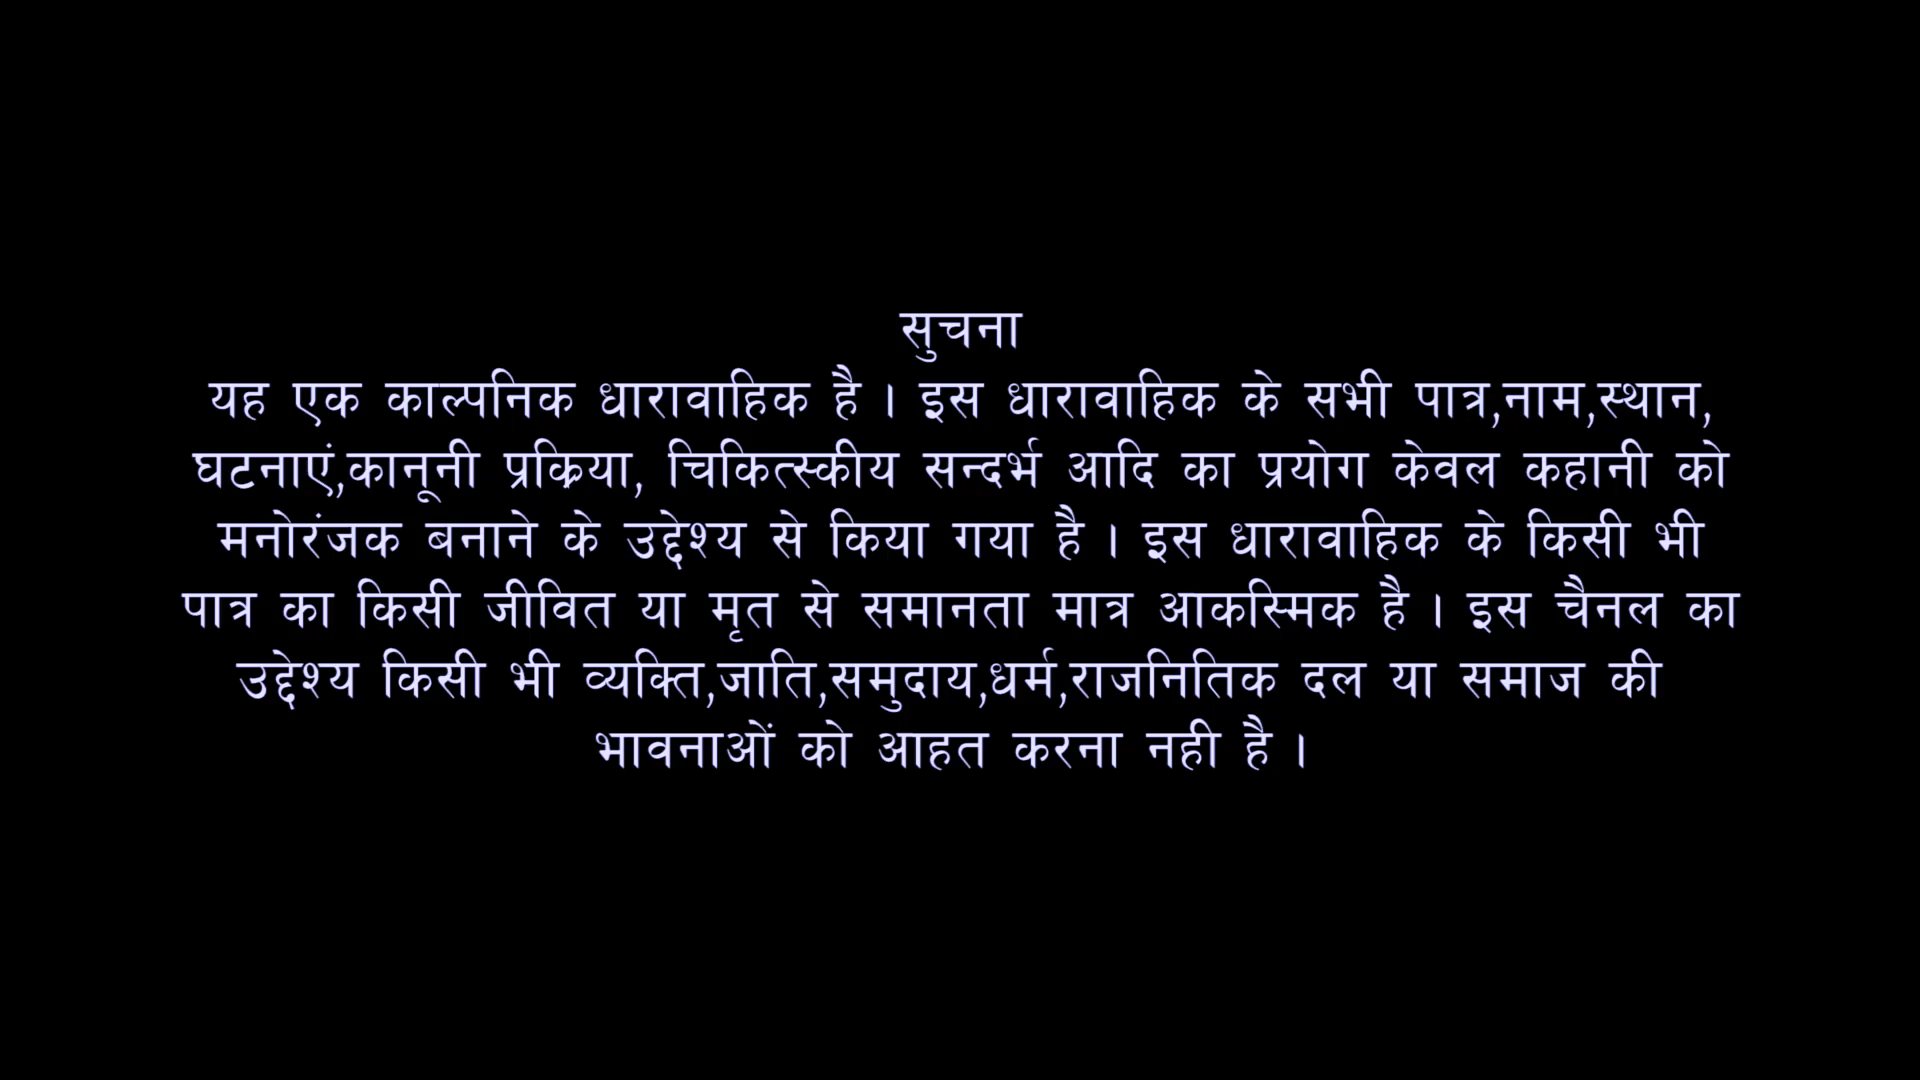 सुचना
यह एक काल्पनिक धारावाहिक है । इस धारावाहिक के सभी पात्र,नाम,स्थान,
घटनाएं,कानूनी प्रक्रिया, चिकित्स्कीय सन्दर्भ आदि का प्रयोग केवल कहानी को
मनोरंजक बनाने के उद्देश्य से किया गया है । इस धारावाहिक के किसी भी
पात्र का किसी जीवित या मृत से समानता मात्र आकस्मिक है । इस चैनल का
उद्देश्य किसी भी व्यक्ति,जाति,समुदाय,धर्म,राजनितिक दल या समाज की
भावनाओं को आहत करना नही है ।